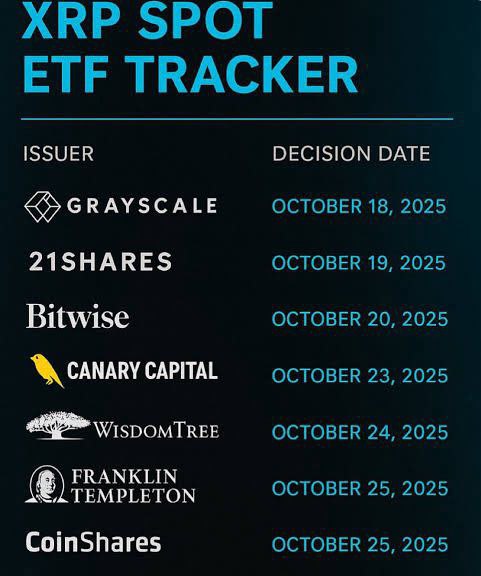 XRP SPOT
ETF TRACKER
ISSUER DECISION DATE
GRAYSCALE OCTOBER 18, 2025
21SHARES OCTOBER 19, 2025
Bitwise OCTOBER 20, 2025
CANARY CAPITAL OCTOBER 23, 2025
WISDOMTREE OCTOBER 24, 2025
FRANKLIN
TEMPLETON OCTOBER 25, 2025
CoinShares OCTOBER 25, 2025